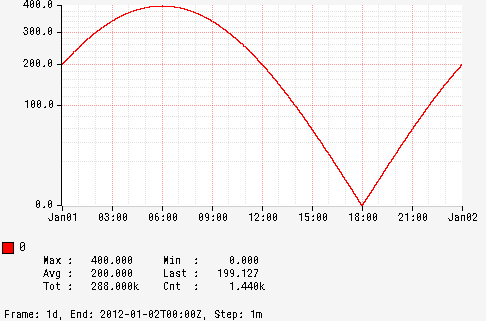 400.0
300.0
200.0
100.0
0.0
Jan01 03:00 06:00 09:00 12:00 15:00 18:00 21:00 Jan02
0
Max : 400.000 Min : 0.000
Avg : 200.000 Last : 199.127
Tot : 288.000k Cnt : 1.440k
Frame: 1d, End: 2012-01-02T00:00Z, Step: 1m